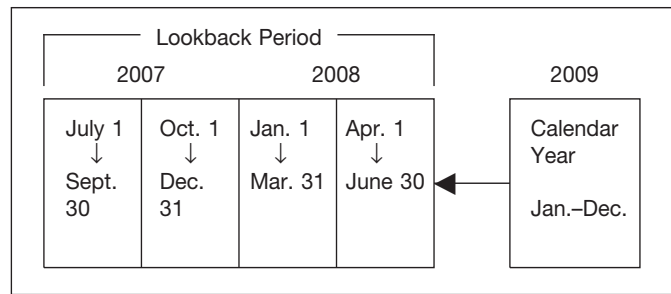 Lookback Period
2007 2008 2009
July 1 Oct. 1 Jan. 1 Apr. 1 Calendar
↓ ↓ ↓ ↓ Year
Sept. Dec. Mar. 31 June 30
30 31 Jan.–Dec.